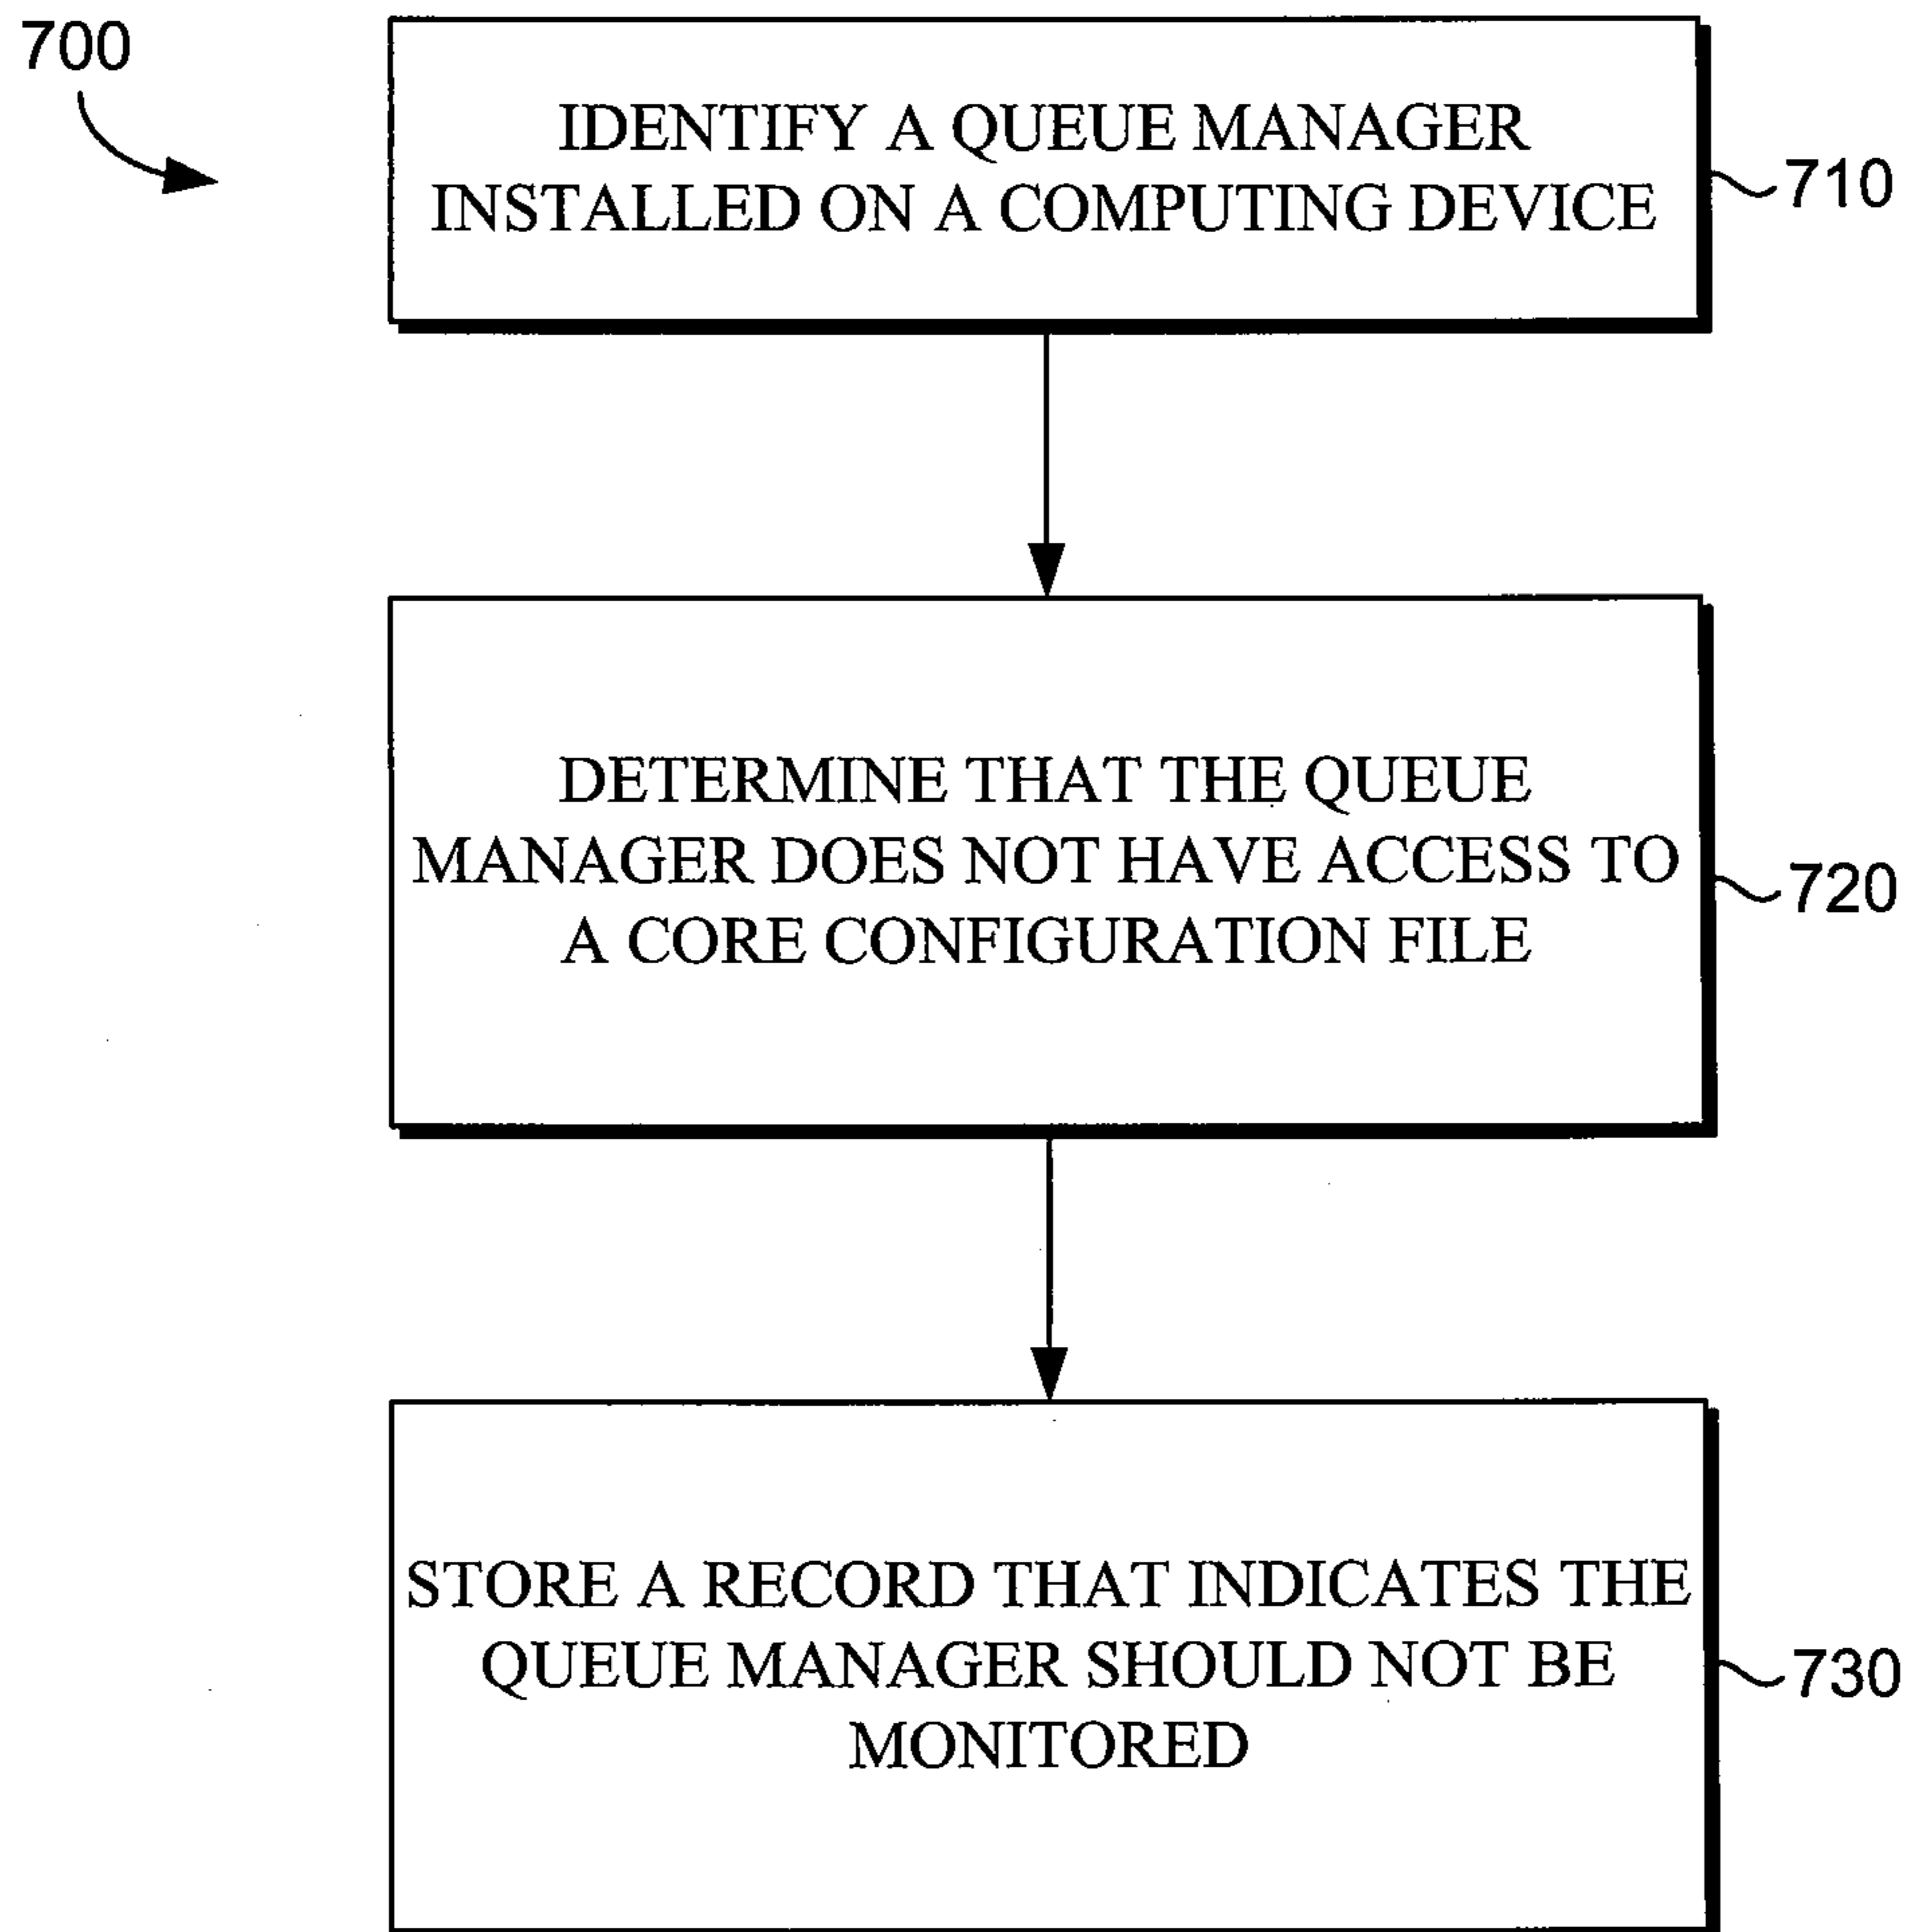 700
IDENTIFY A QUEUE MANAGER
INSTALLED ON A COMPUTING DEVICE
710
DETERMINE THAT THE QUEUE
MANAGER DOES NOT HAVE ACCESS TO
A CORE CONFIGURATION FILE
720
STORE A RECORD THAT INDICATES THE
QUEUE MANAGER SHOULD NOT BE
MONITORED
730